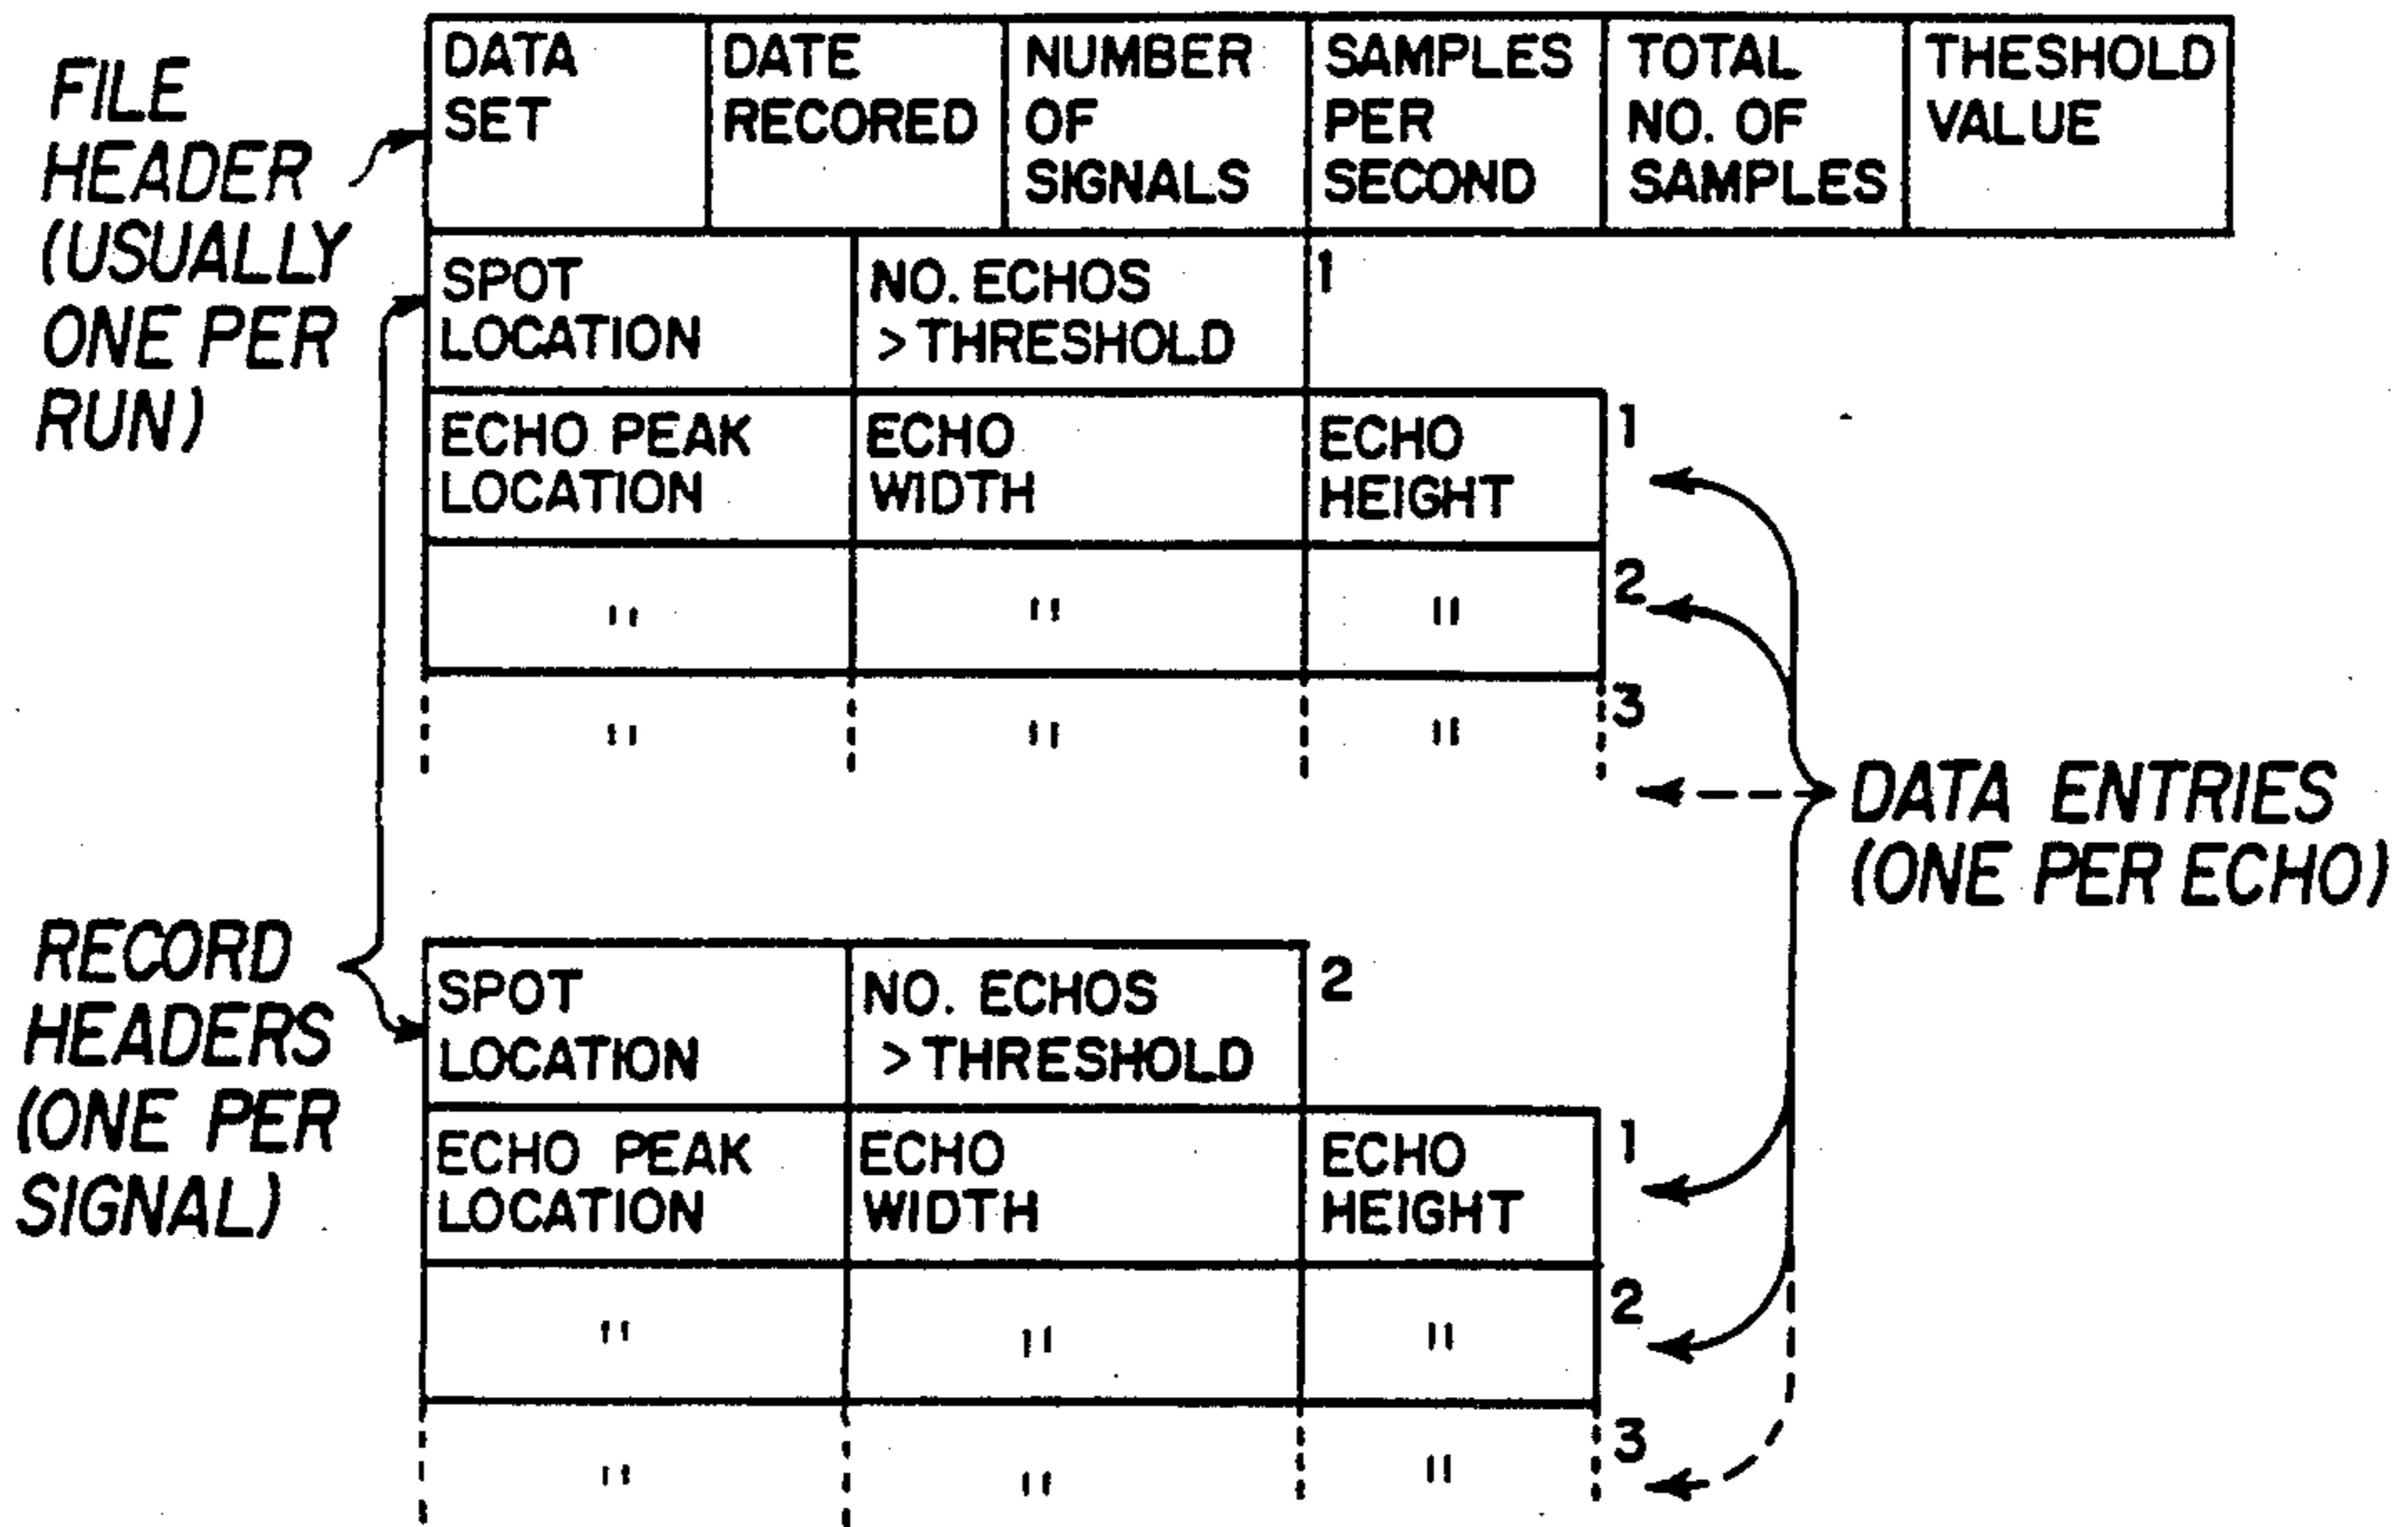 FILE
HEADER
(USUALLY
ONE PER
RUN)
DATA
SET
DATE
RECORED
NUMBER
OF
SIGNALS
SAMPLES
PER
SECOND
TOTAL
NO. OF
SAMPLES
THESHOLD
VALUE
SPOT
LOCATION
NO. ECHOS
> THRESHOLD
1
ECHO PEAK
LOCATION
ECHO
WIDTH
ECHO
HEIGHT
1
" " " 2
" " " 3
DATA ENTRIES
(ONE PER ECHO)
RECORD
HEADERS
(ONE PER
SIGNAL)
SPOT
LOCATION
NO. ECHOS
> THRESHOLD
2
ECHO PEAK
LOCATION
ECHO
WIDTH
ECHO
HEIGHT
1
" " " 2
" " " 3